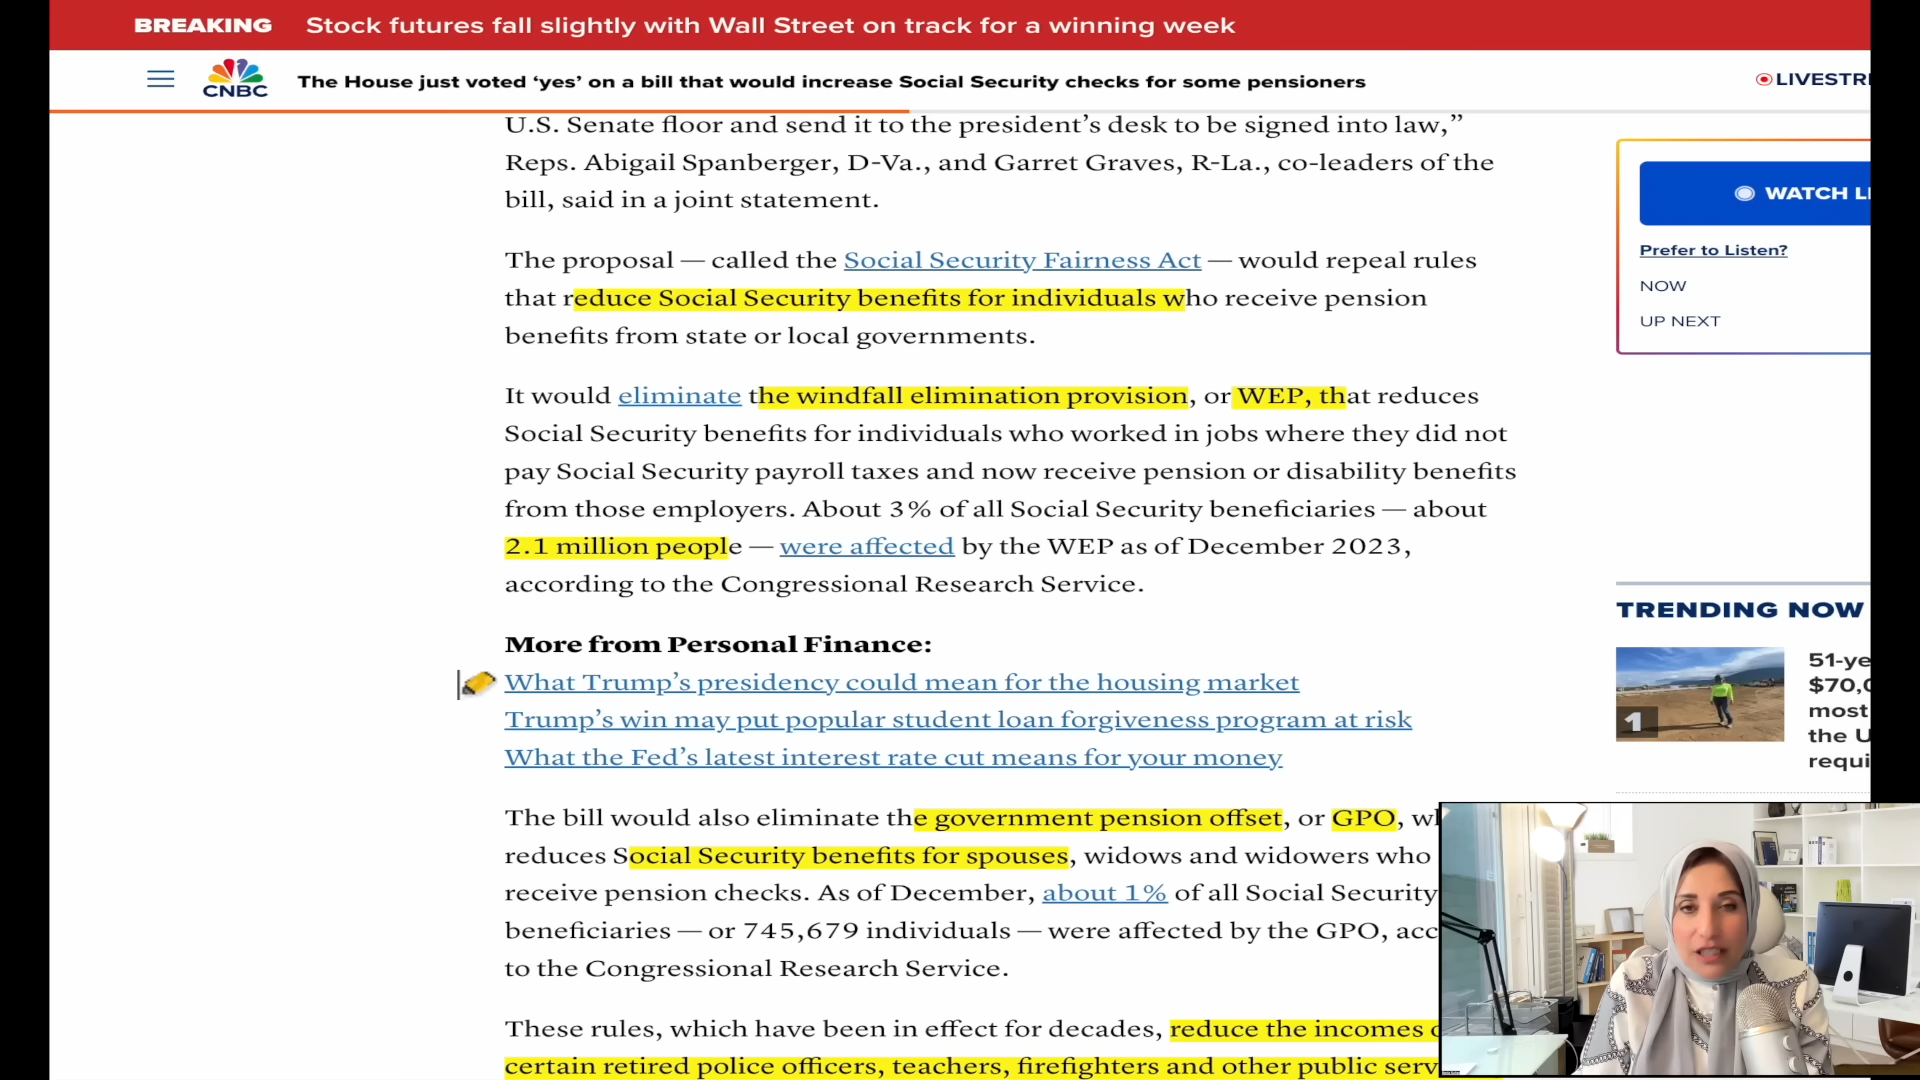 BREAKING Stock futures fall slightly with Wall Street on track for a winning week
CNBC
The House just voted ‘yes’ on a bill that would increase Social Security checks for some pensioners
LIVESTR
U.S. Senate floor and send it to the president’s desk to be signed into law,”
Reps. Abigail Spanberger, D-Va., and Garret Graves, R-La., co-leaders of the
bill, said in a joint statement.
The proposal — called the Social Security Fairness Act — would repeal rules
that reduce Social Security benefits for individuals who receive pension
benefits from state or local governments.
It would eliminate the windfall elimination provision, or WEP, that reduces
Social Security benefits for individuals who worked in jobs where they did not
pay Social Security payroll taxes and now receive pension or disability benefits
from those employers. About 3% of all Social Security beneficiaries — about
2.1 million people — were affected by the WEP as of December 2023,
according to the Congressional Research Service.
More from Personal Finance:
What Trump’s presidency could mean for the housing market
Trump’s win may put popular student loan forgiveness program at risk
What the Fed’s latest interest rate cut means for your money
The bill would also eliminate the government pension offset, or GPO, wh
reduces Social Security benefits for spouses, widows and widowers who
receive pension checks. As of December, about 1% of all Social Security
beneficiaries — or 745,679 individuals — were affected by the GPO, acc
to the Congressional Research Service.
These rules, which have been in effect for decades, reduce the incomes o
certain retired police officers, teachers, firefighters and other public serv
WATCH LI
Prefer to Listen?
NOW
UP NEXT
TRENDING NOW
1
51-ye
$70,0
most
the U
requi